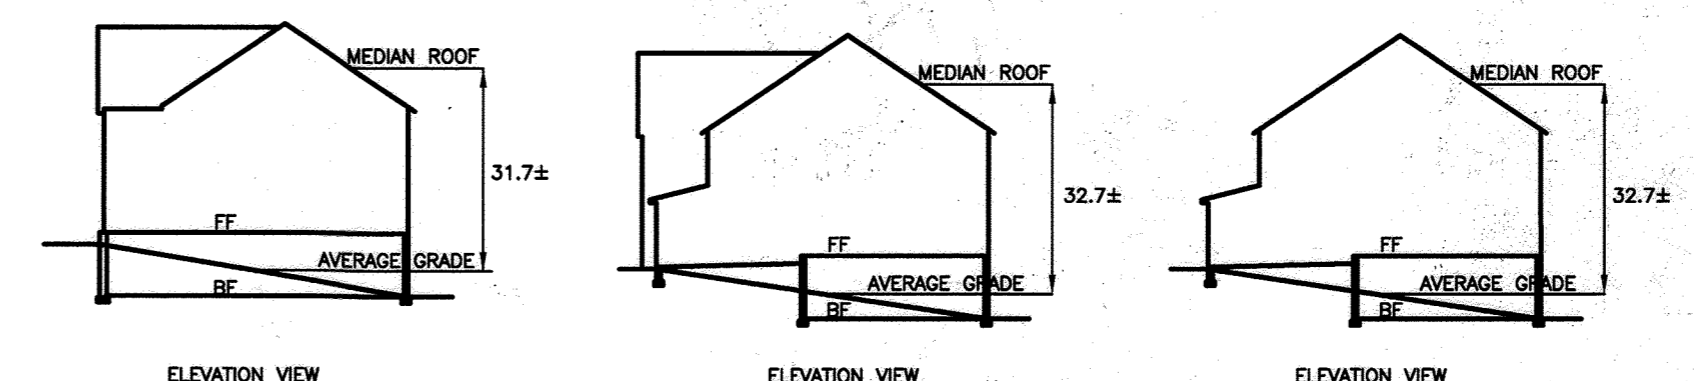 MEDIAN ROOF
31.7±
FF
AVERAGE GRADE
BF
ELEVATION VIEW
MEDIAN ROOF
32.7±
FF
AVERAGE GRADE
BF
ELEVATION VIEW
MEDIAN ROOF
32.7±
FF
AVERAGE GRADE
BF
ELEVATION VIEW